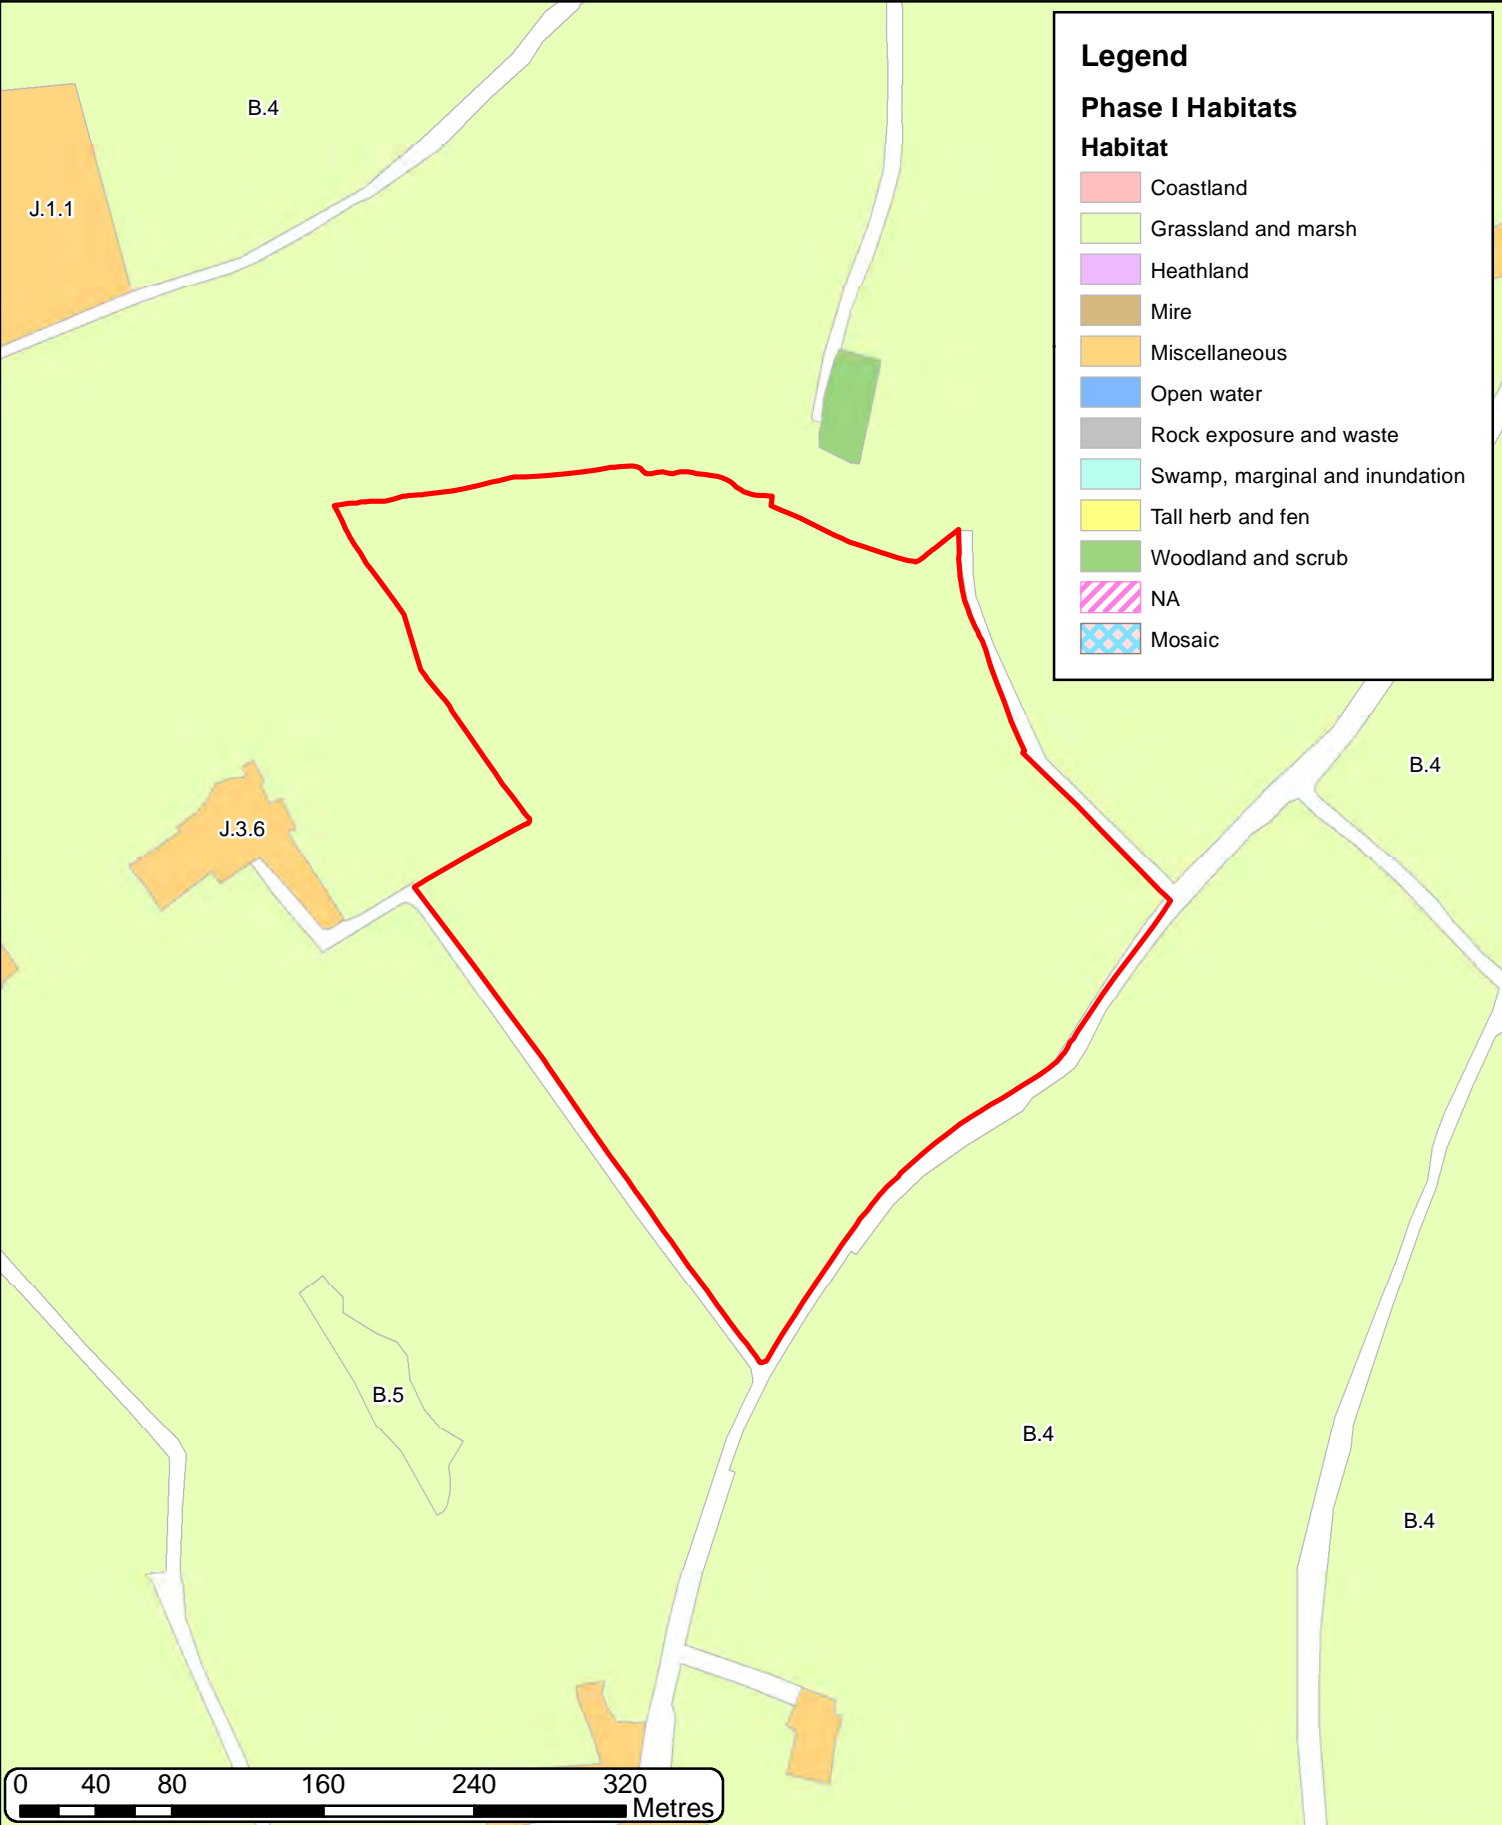 Legend
Phase I Habitats
Habitat
Coastland
Grassland and marsh
Heathland
Mire
Miscellaneous
Open water
Rock exposure and waste
Swamp, marginal and inundation
Tall herb and fen
Woodland and scrub
NA
Mosaic
B.4
J.1.1
B.4
J.3.6
B.5
B.4
B.4
0 40 80 160 240 320
Metres